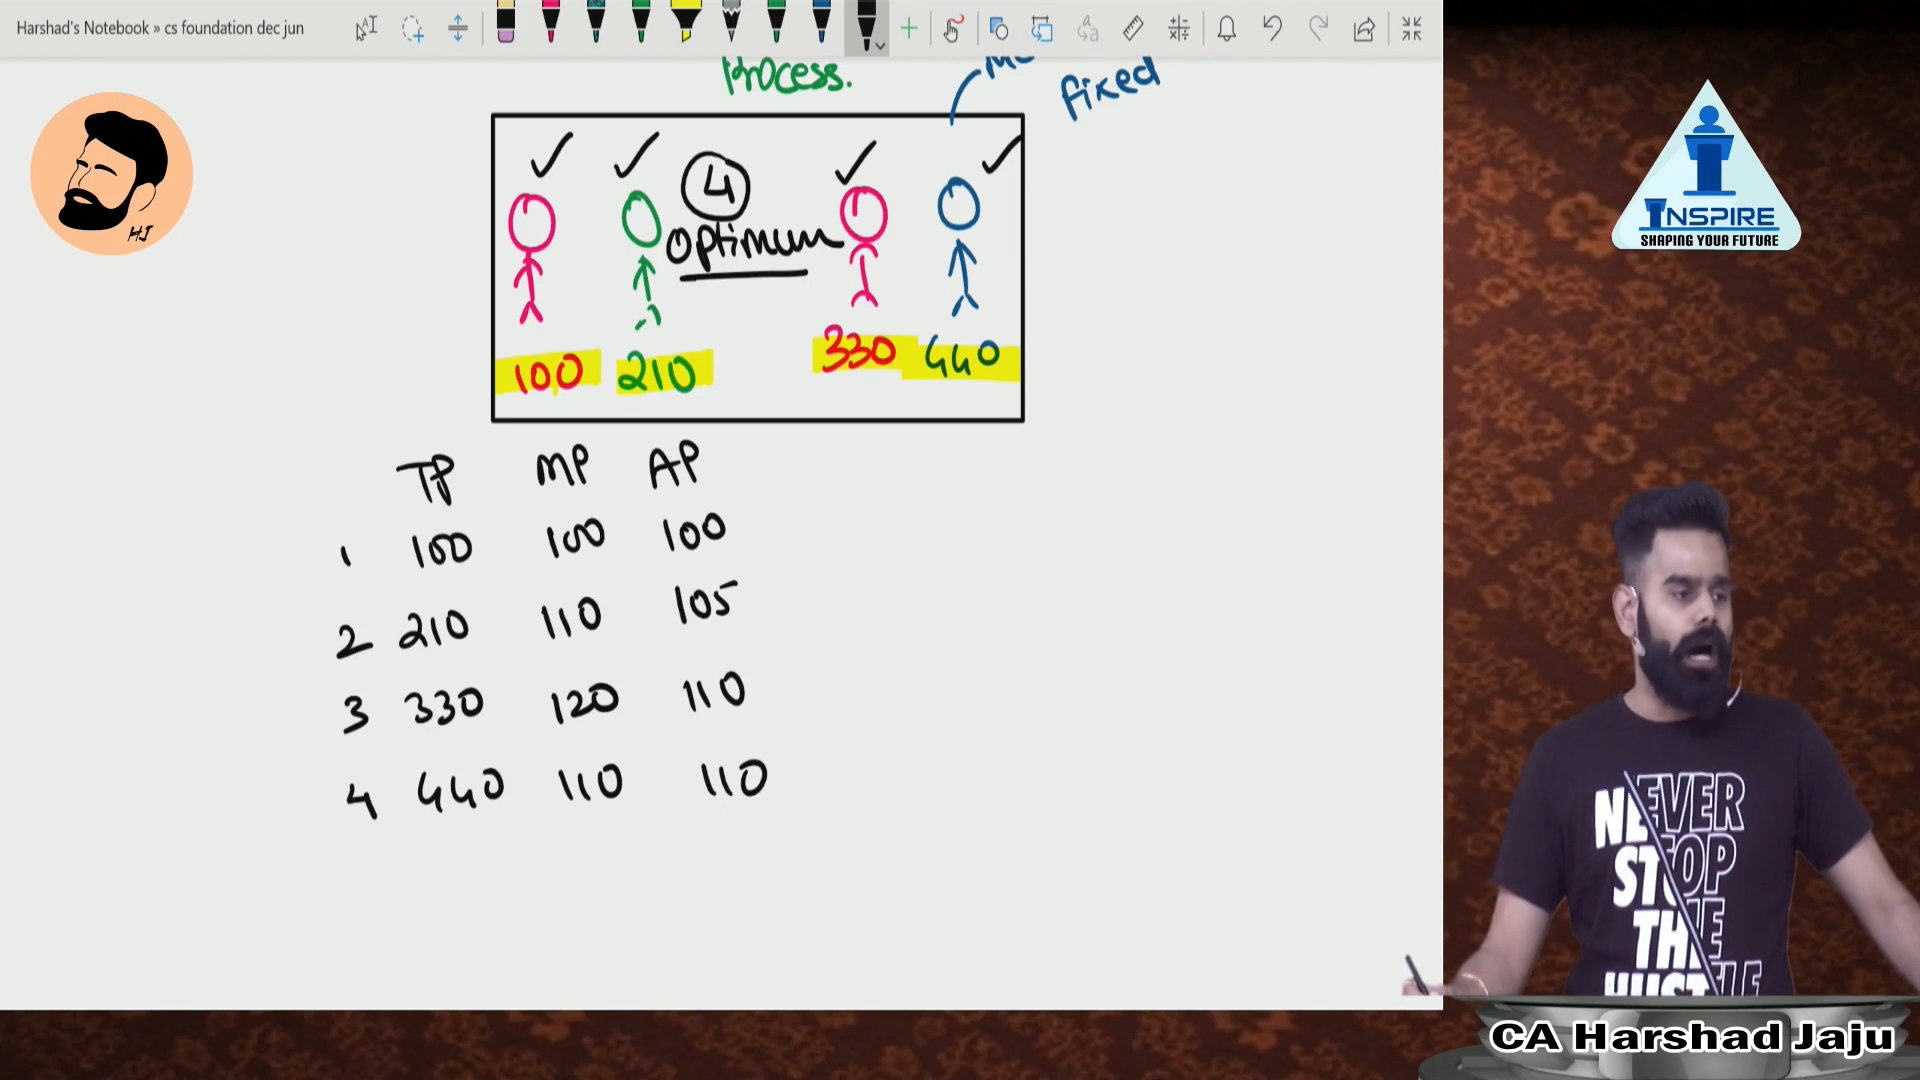 Harshad's Notebook » cs foundation dec jun
Process.
fixed
4
Optimum
100 210 330 440
HJ
INSPIRE
SHAPING YOUR FUTURE
TP MP AP
1 100 100 100
2 210 110 105
3 330 120 110
4 440 110 110
NEVER
STOP
THE
HUSTLE
CA Harshad Jaju